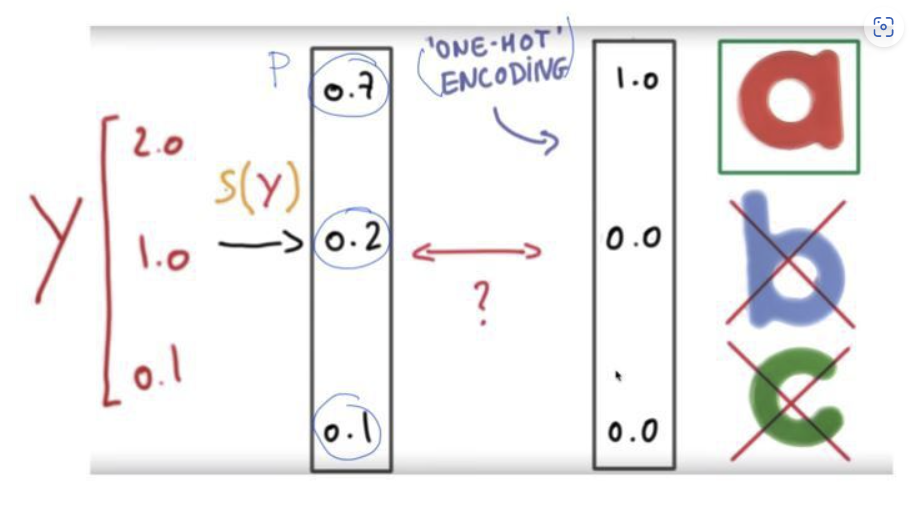 P
'ONE-HOT'
ENCODING
Y
2.0
1.0
0.1
S(Y)
0.7
0.2
0.1
?
1.0
0.0
0.0
a
b
c